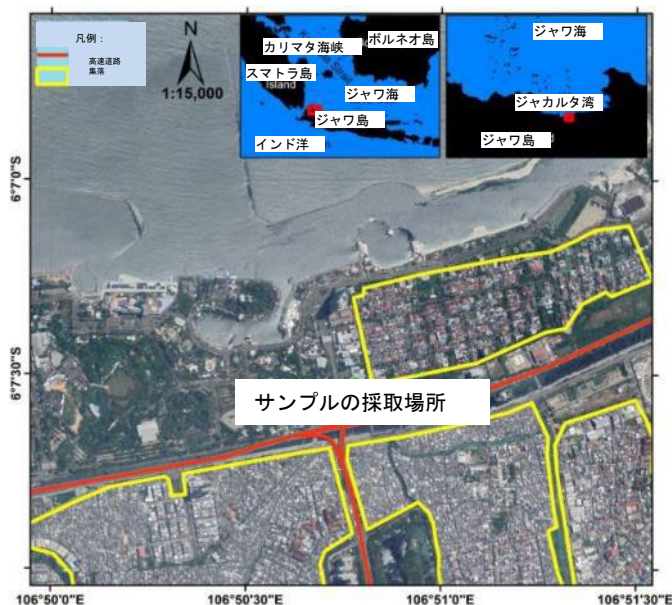 凡例：
高速道路
集落
N
1:15,000
カリマタ海峡
ボルネオ島
スマトラ島
Island
Strait
ジャワ海
ジャワ島
インド洋
ジャワ海
ジャカルタ湾
ジャワ島
6°7'0"S
6°7'30"S
サンプルの採取場所
106°50'0"E
106°50'30"E
106°51'0"E
106°51'30"E